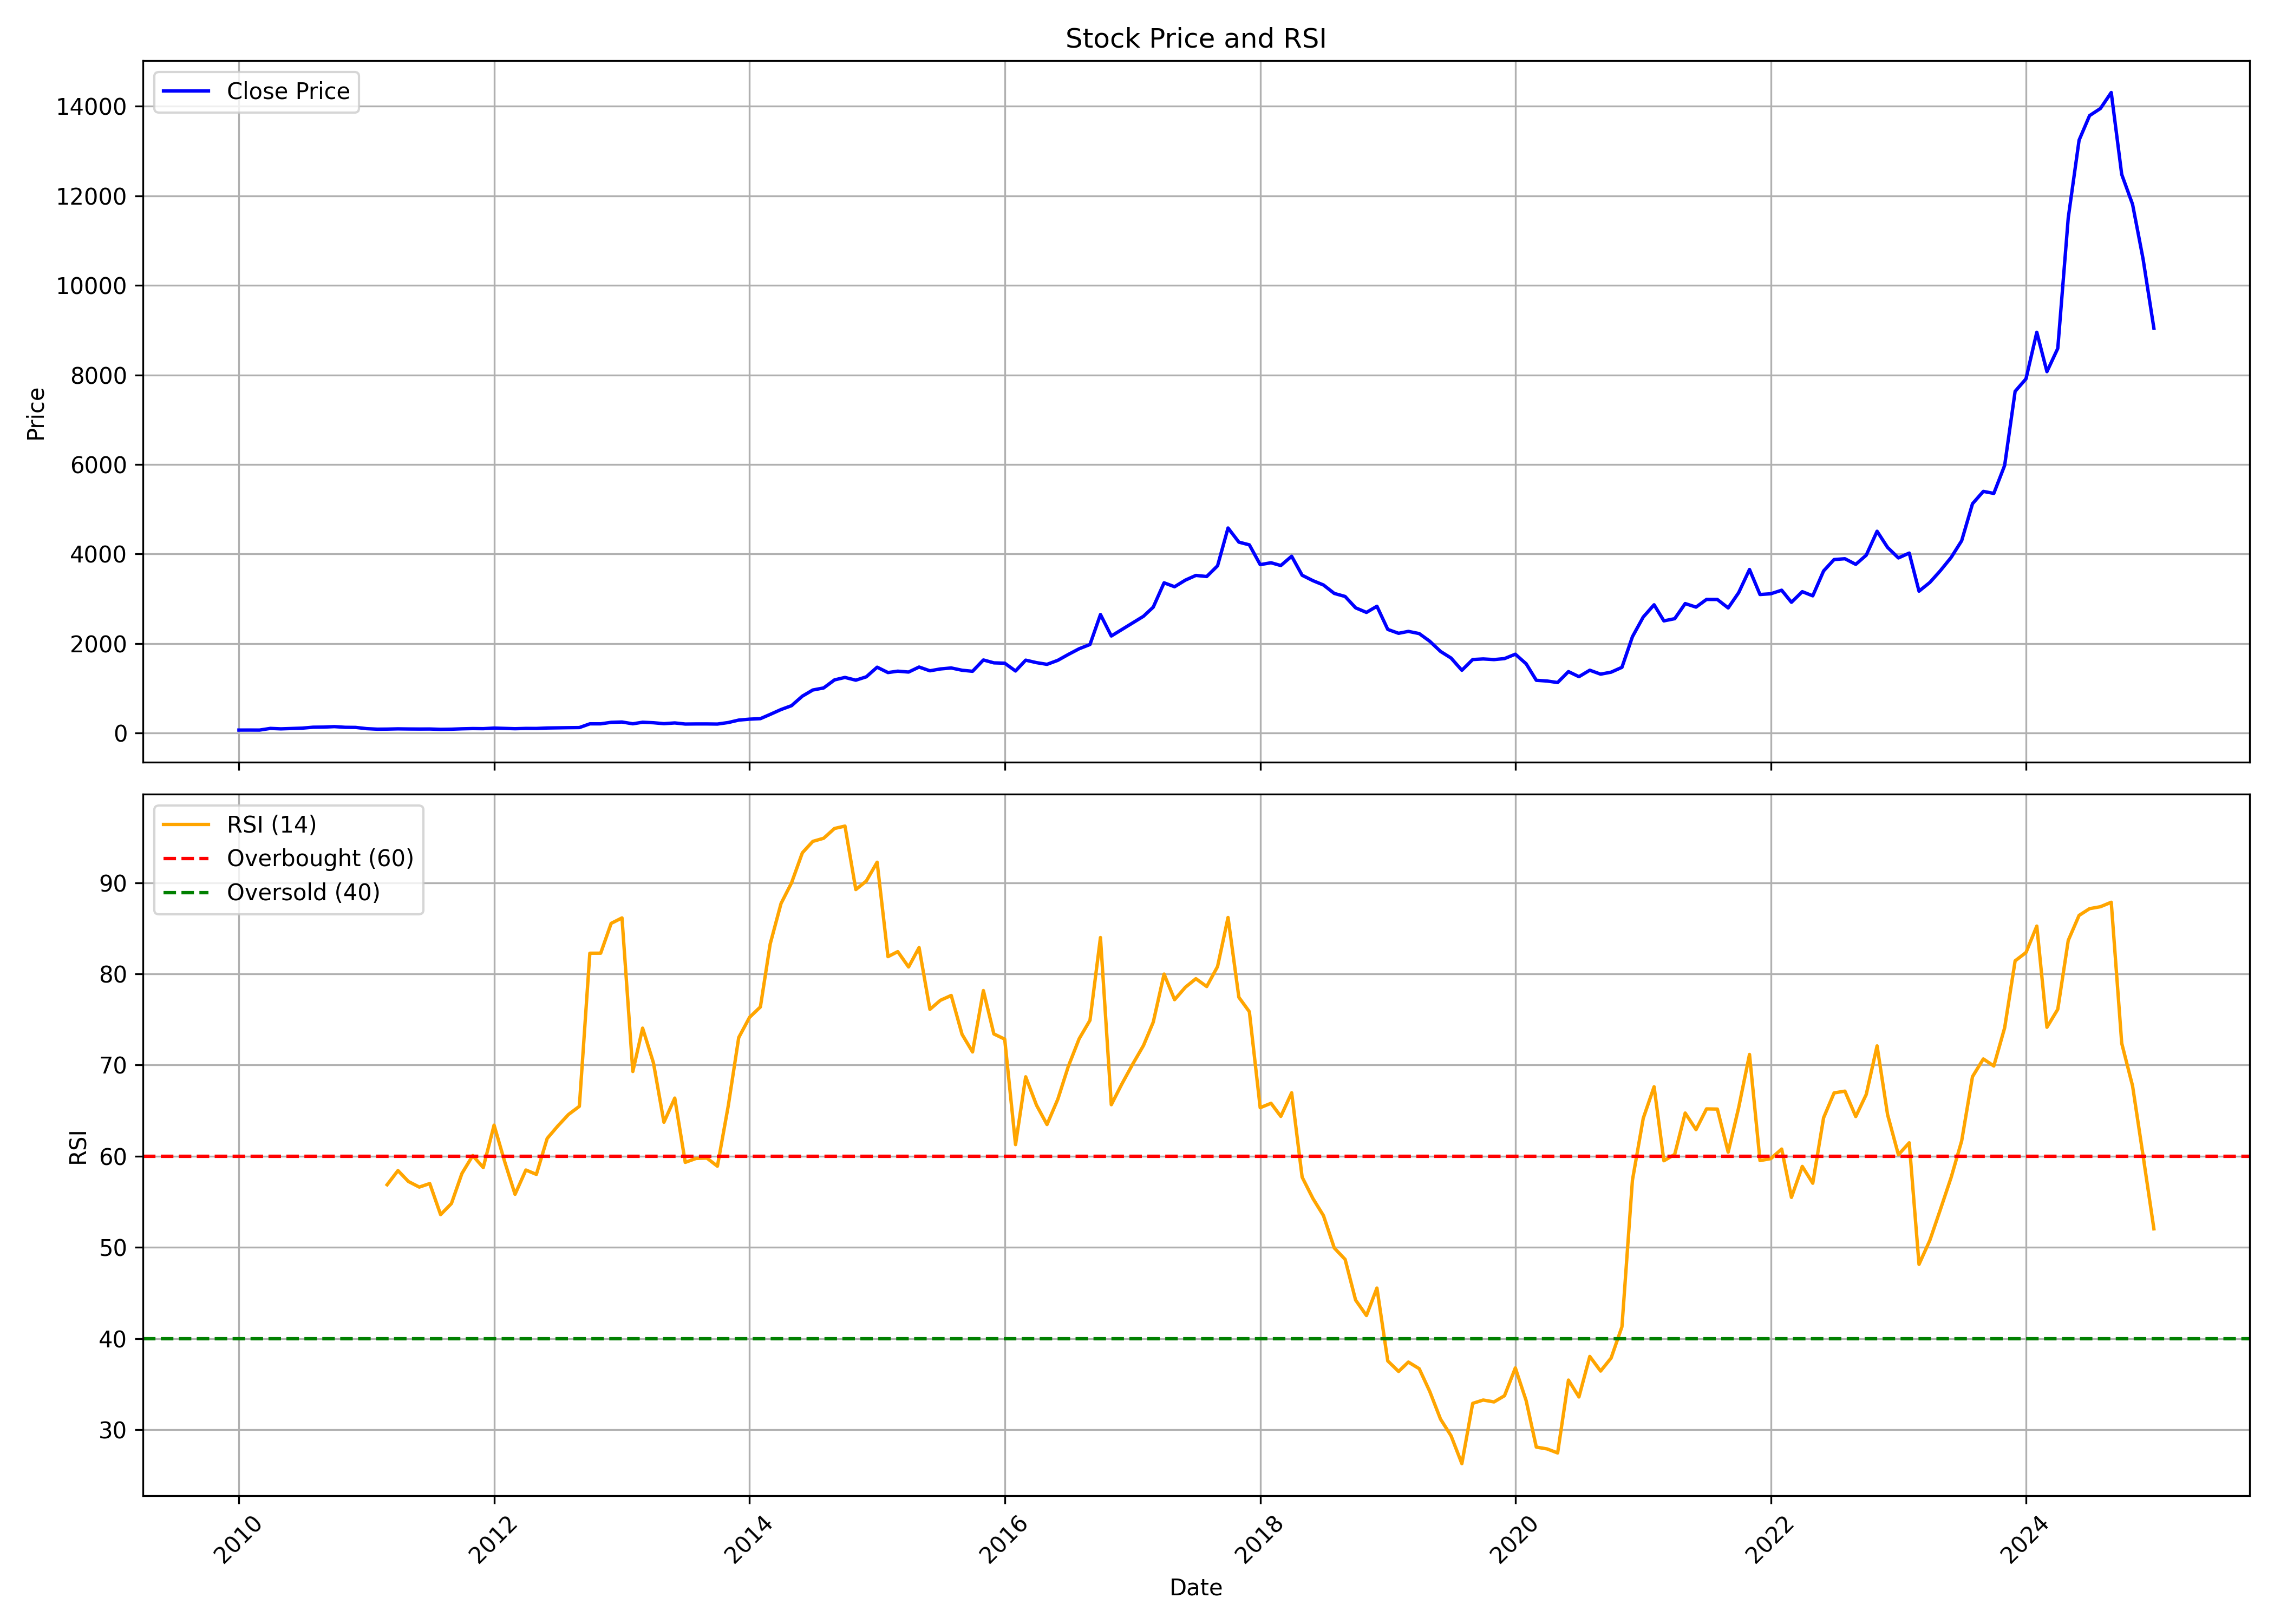 Stock Price and RSI
Close Price
14000
12000
10000
8000
6000
4000
2000
0
Price
RSI (14)
Overbought (60)
Oversold (40)
90
80
70
60
50
40
30
RSI
2010 2012 2014 2016 2018 2020 2022 2024
Date